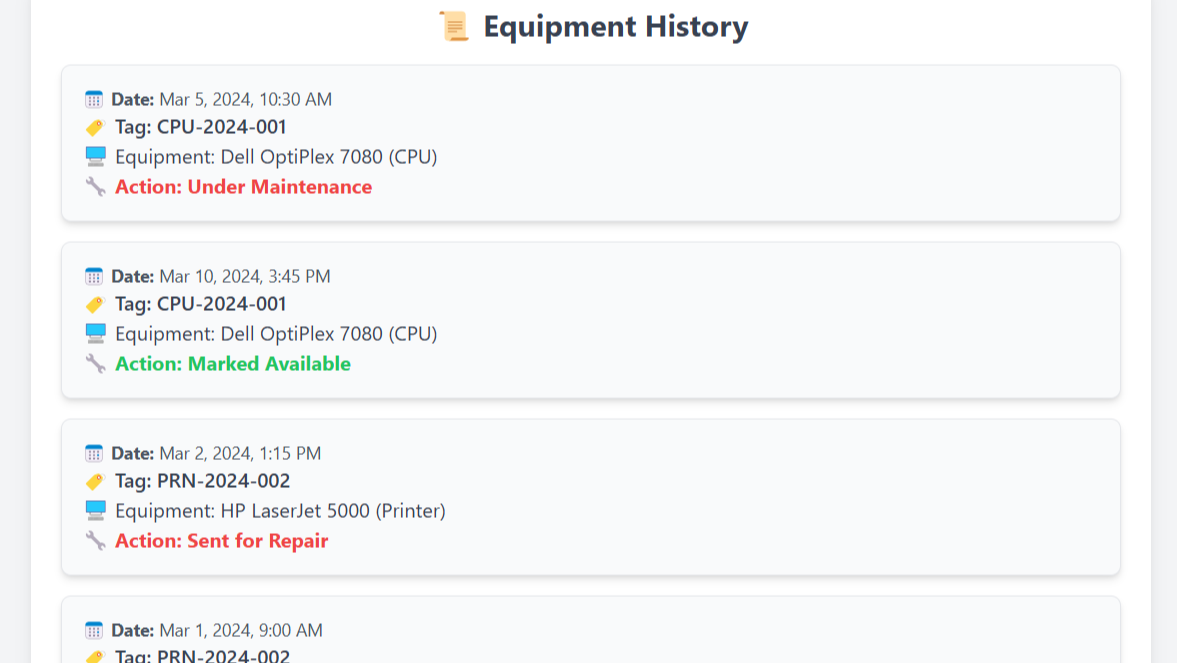 Equipment History
Date: Mar 5, 2024, 10:30 AM
Tag: CPU-2024-001
Equipment: Dell OptiPlex 7080 (CPU)
Action: Under Maintenance
Date: Mar 10, 2024, 3:45 PM
Tag: CPU-2024-001
Equipment: Dell OptiPlex 7080 (CPU)
Action: Marked Available
Date: Mar 2, 2024, 1:15 PM
Tag: PRN-2024-002
Equipment: HP LaserJet 5000 (Printer)
Action: Sent for Repair
Date: Mar 1, 2024, 9:00 AM
Tag: PRN-2024-002